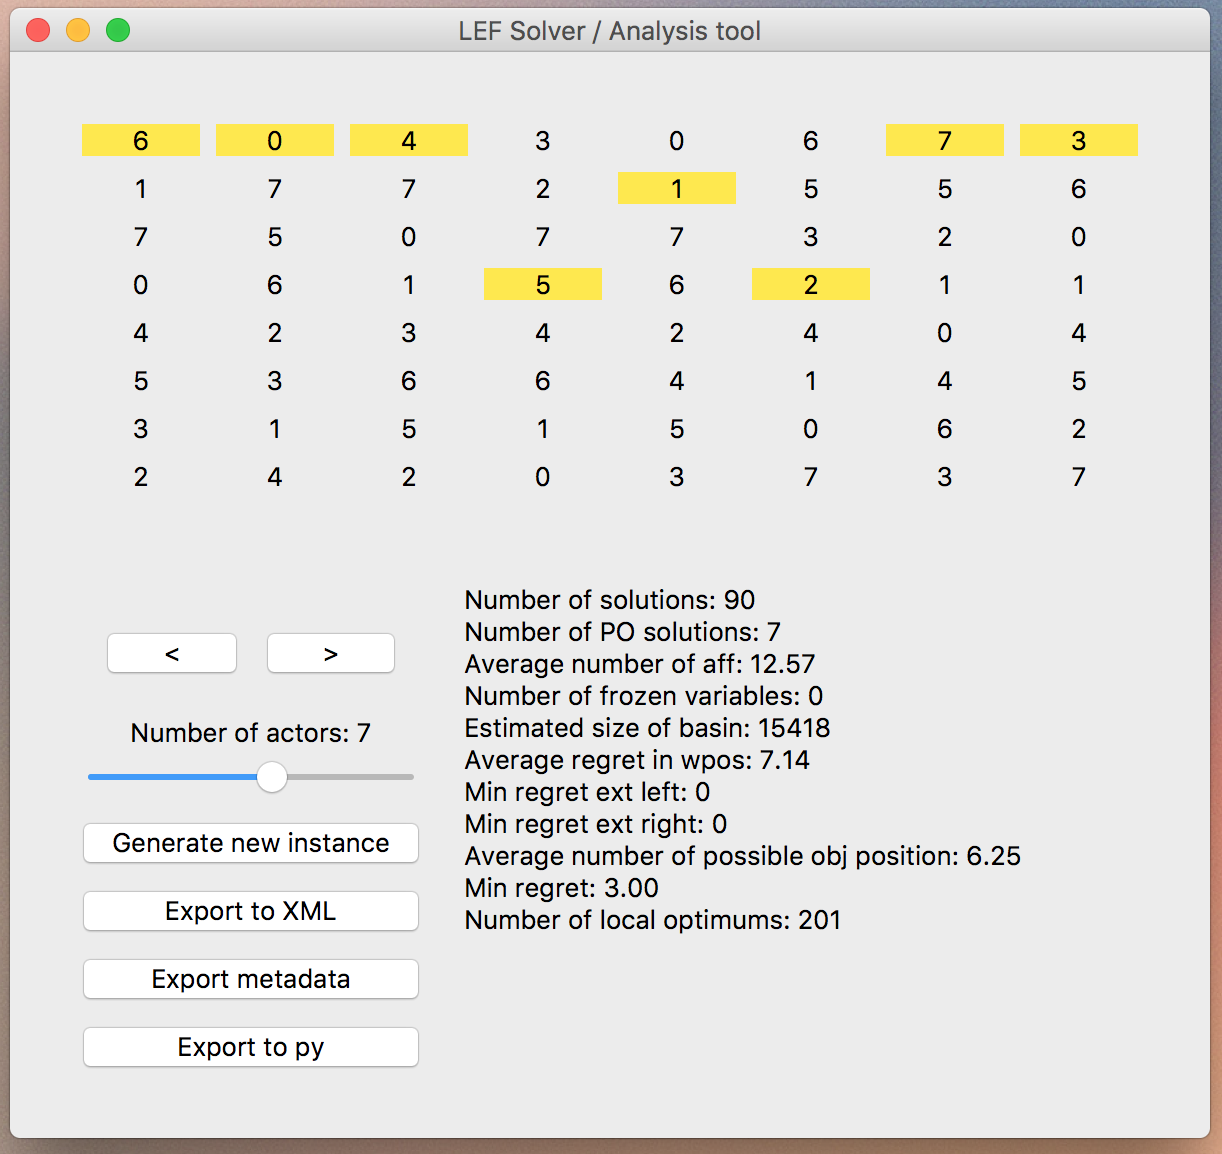 LEF Solver / Analysis tool
6 0 4 3 0 6 7 3
1 7 7 2 1 5 5 6
7 5 0 7 7 3 2 0
0 6 1 5 6 2 1 1
4 2 3 4 2 4 0 4
5 3 6 6 4 1 4 5
3 1 5 1 5 0 6 2
2 4 2 0 3 7 3 7
< >
Number of actors: 7
Generate new instance
Export to XML
Export metadata
Export to py
Number of solutions: 90
Number of PO solutions: 7
Average number of aff: 12.57
Number of frozen variables: 0
Estimated size of basin: 15418
Average regret in wpos: 7.14
Min regret ext left: 0
Min regret ext right: 0
Average number of possible obj position: 6.25
Min regret: 3.00
Number of local optimums: 201